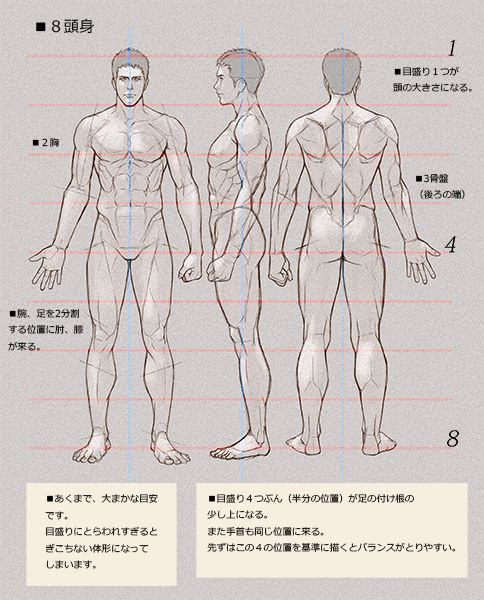 ■８頭身
1
■目盛り１つが
頭の大きさになる。
■２胸
■3骨盤
（後ろの端）
4
■腕、足を2分割
する位置に肘、膝
が来る。
8
■あくまで、大まかな目安
です。
目盛りにとらわれすぎると
ぎこちない体形になって
しまいます。
■目盛り４つぶん（半分の位置）が足の付け根の
少し上になる。
また手首も同じ位置に来る。
先ずはこの４の位置を基準に描くとバランスがとりやすい。